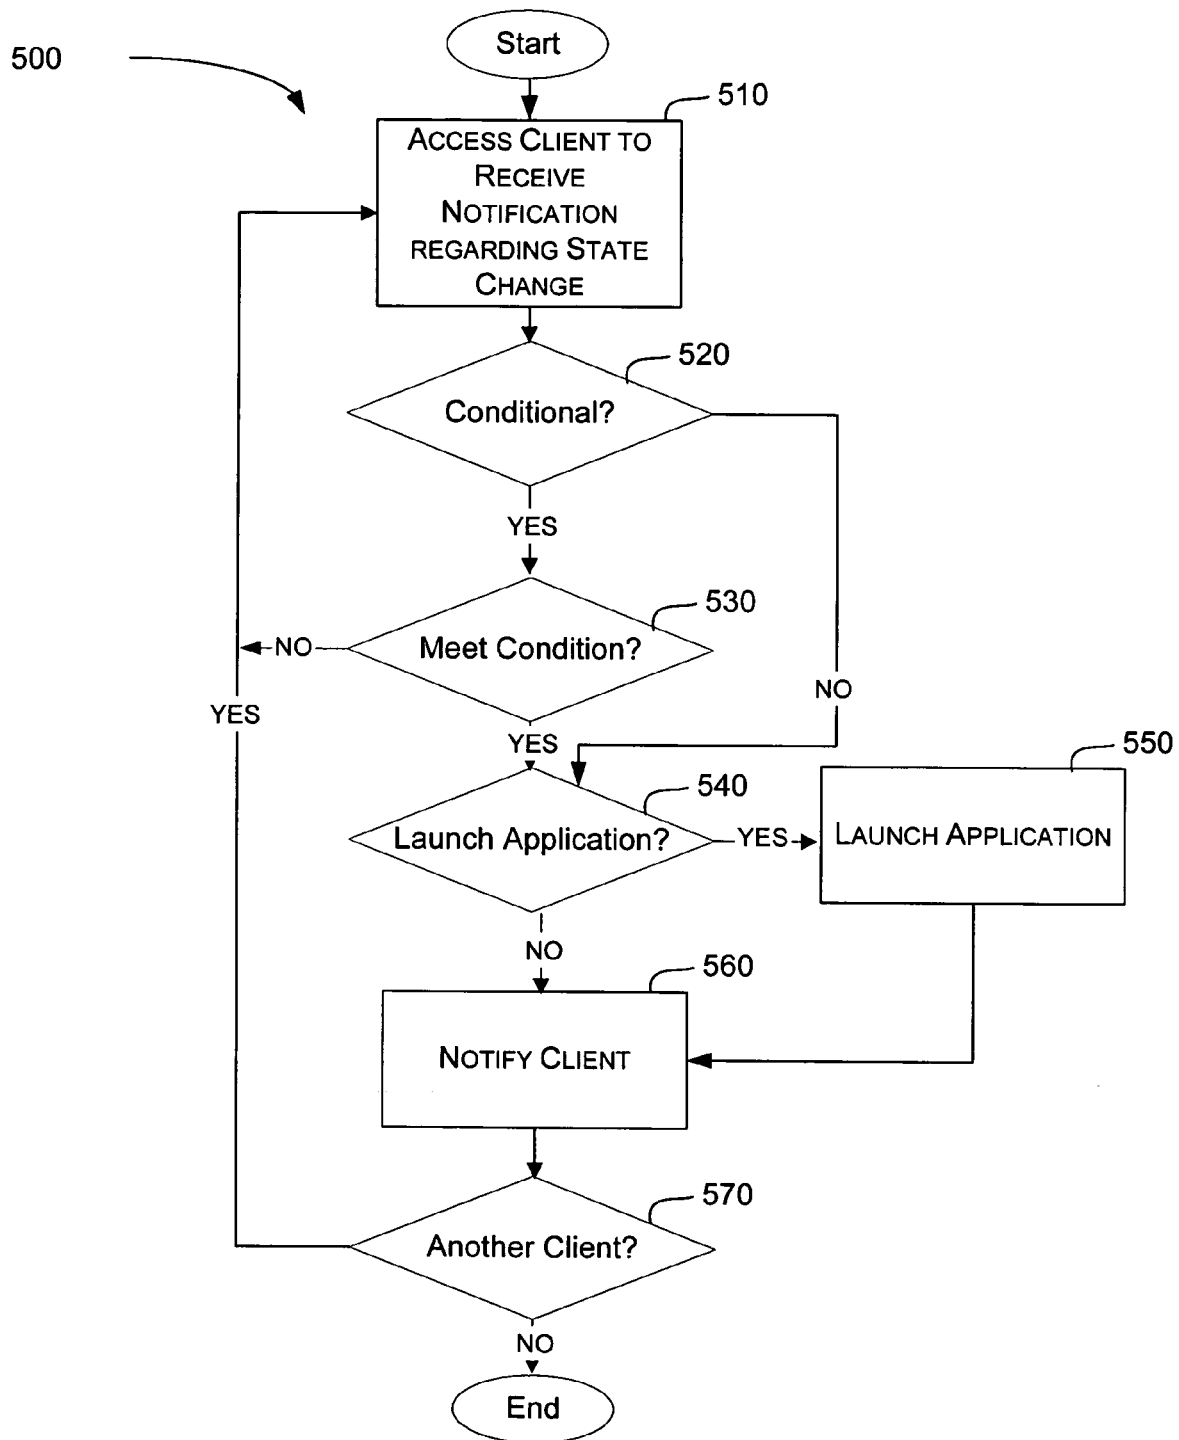 Start
500
510
ACCESS CLIENT TO
RECEIVE
NOTIFICATION
REGARDING STATE
CHANGE
520
Conditional?
YES
530
Meet Condition?
NO
NO
YES
YES
540
Launch Application?
YES
550
LAUNCH APPLICATION
NO
560
NOTIFY CLIENT
570
Another Client?
NO
End